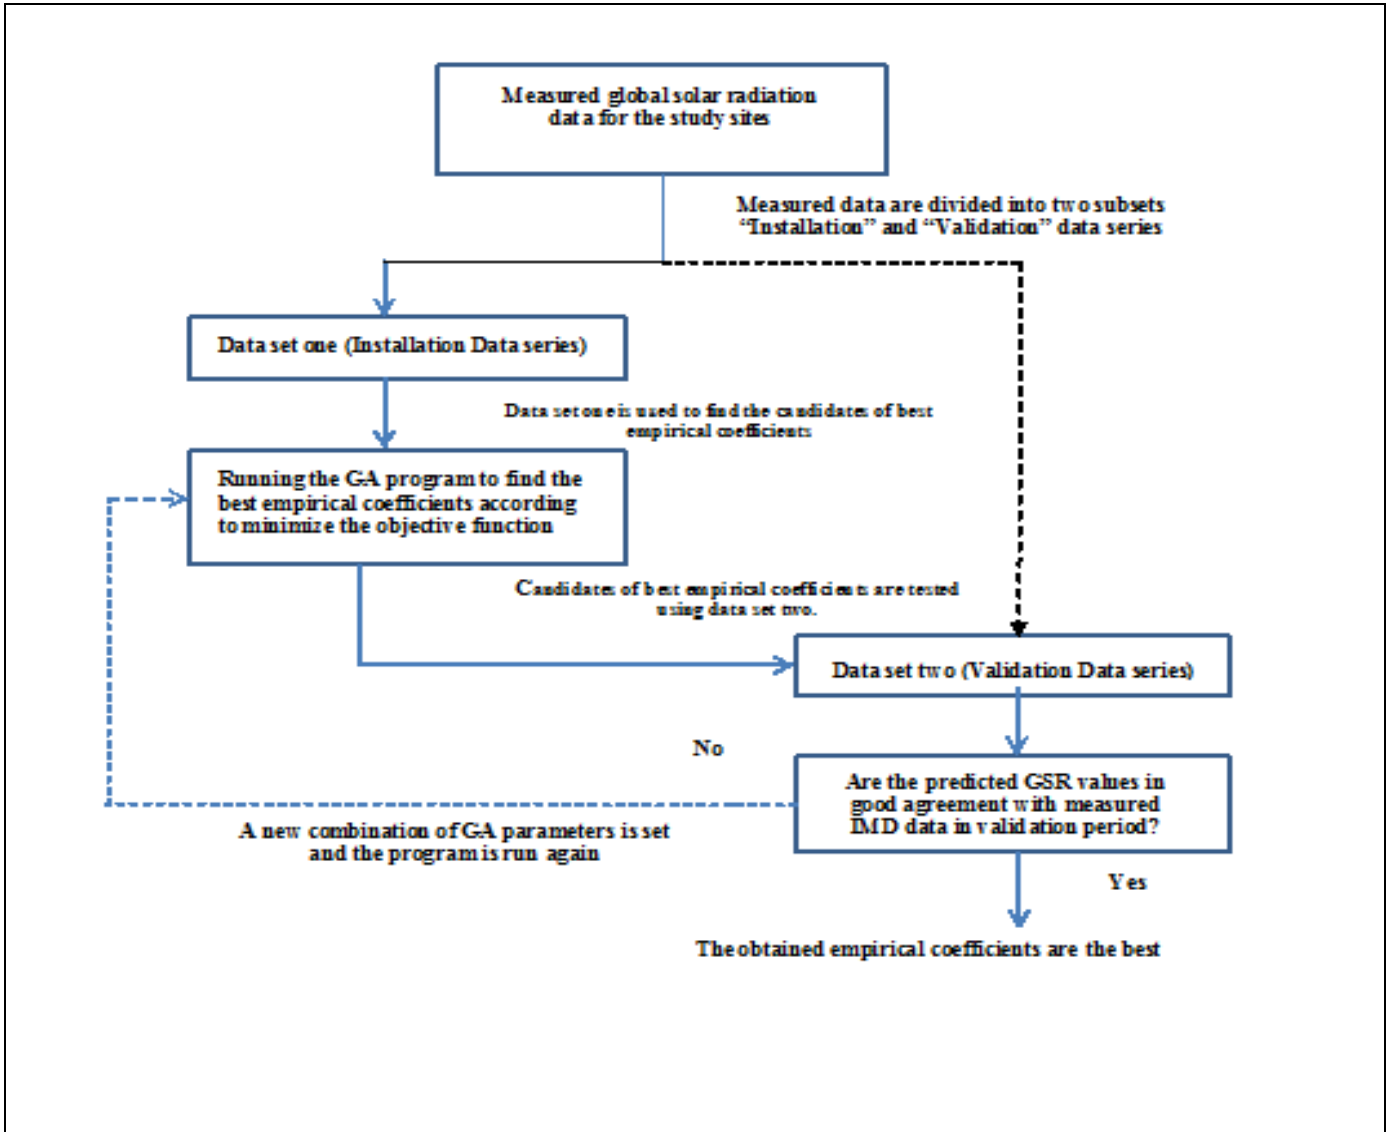 Measured global solar radiation
data for the study sites
Measured data are divided into two subsets
“Installation” and “Validation” data series
Data set one (Installation Data series)
Data set one is used to find the candidates of best
empirical coefficients
Running the GA program to find the
best empirical coefficients according
to minimize the objective function
Candidates of best empirical coefficients are tested
using data set two.
Data set two (Validation Data series)
No
Are the predicted GSR values in
good agreement with measured
IMD data in validation period?
A new combination of GA parameters is set
and the program is run again
Yes
The obtained empirical coefficients are the best